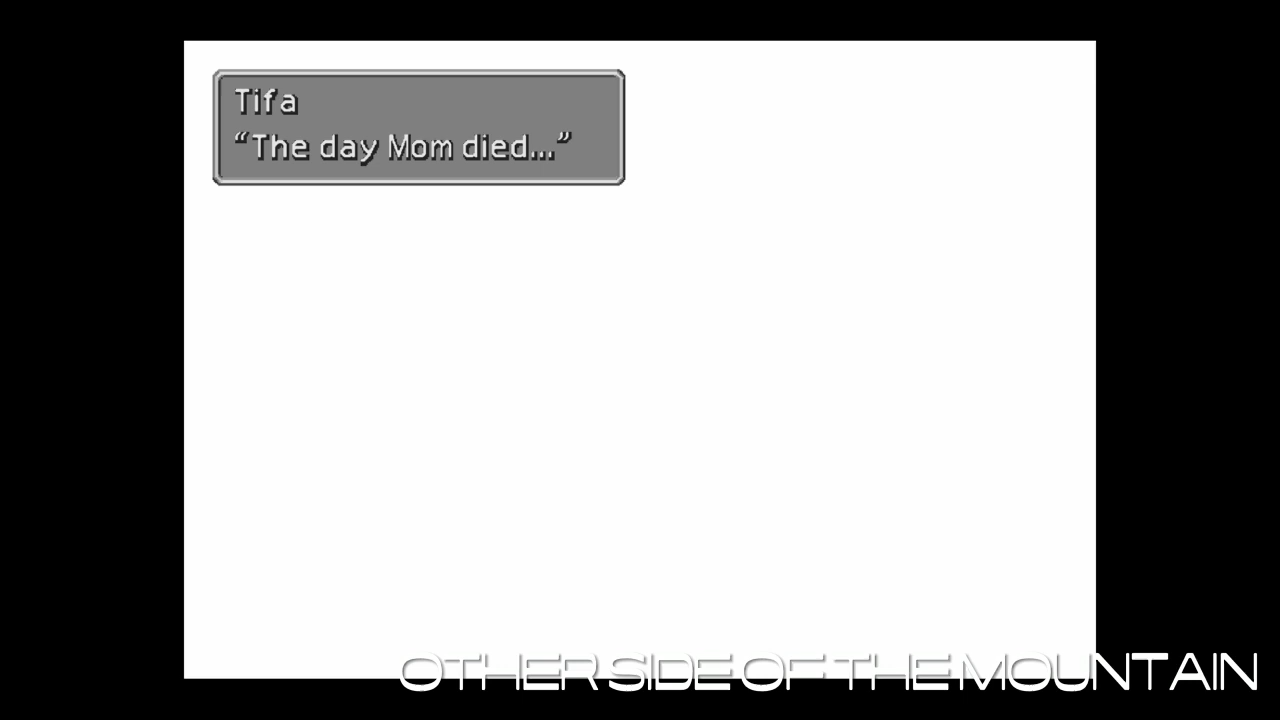 Tifa
“The day Mom died...”
OTHER SIDE OF THE MOUNTAIN